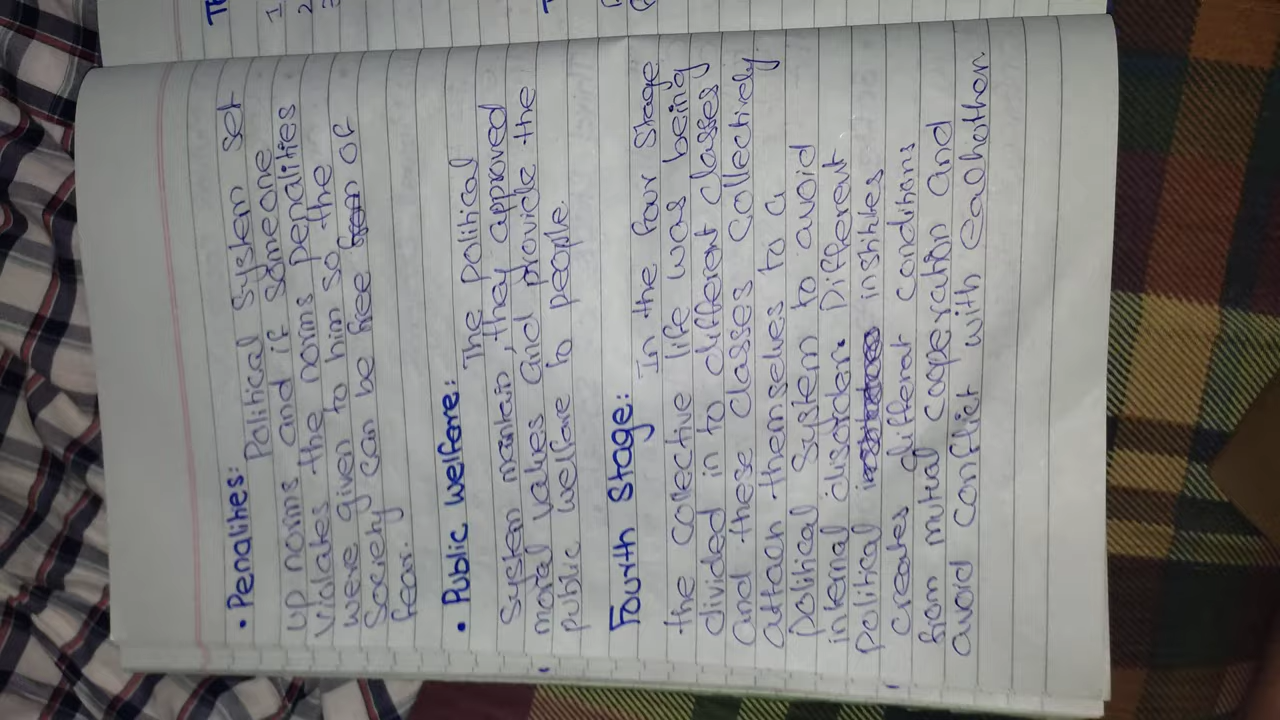 • Penalities:
Political System set
up norms and if someone
violates the norms penalities
were given to him so the
Society can be free from of
fear.
• Public welfare:
The political
System mantain, they approved
moral values and provide the
public welfare to people.
Fourth Stage:
In the four Stage
the collective life was being
divided in to different classes
and these classes collectively
attach themselves to a
political System to avoid
internal disorder. Different
political institutes
creates different conditions
from mutual cooperation and
avoid conflict with eachother.